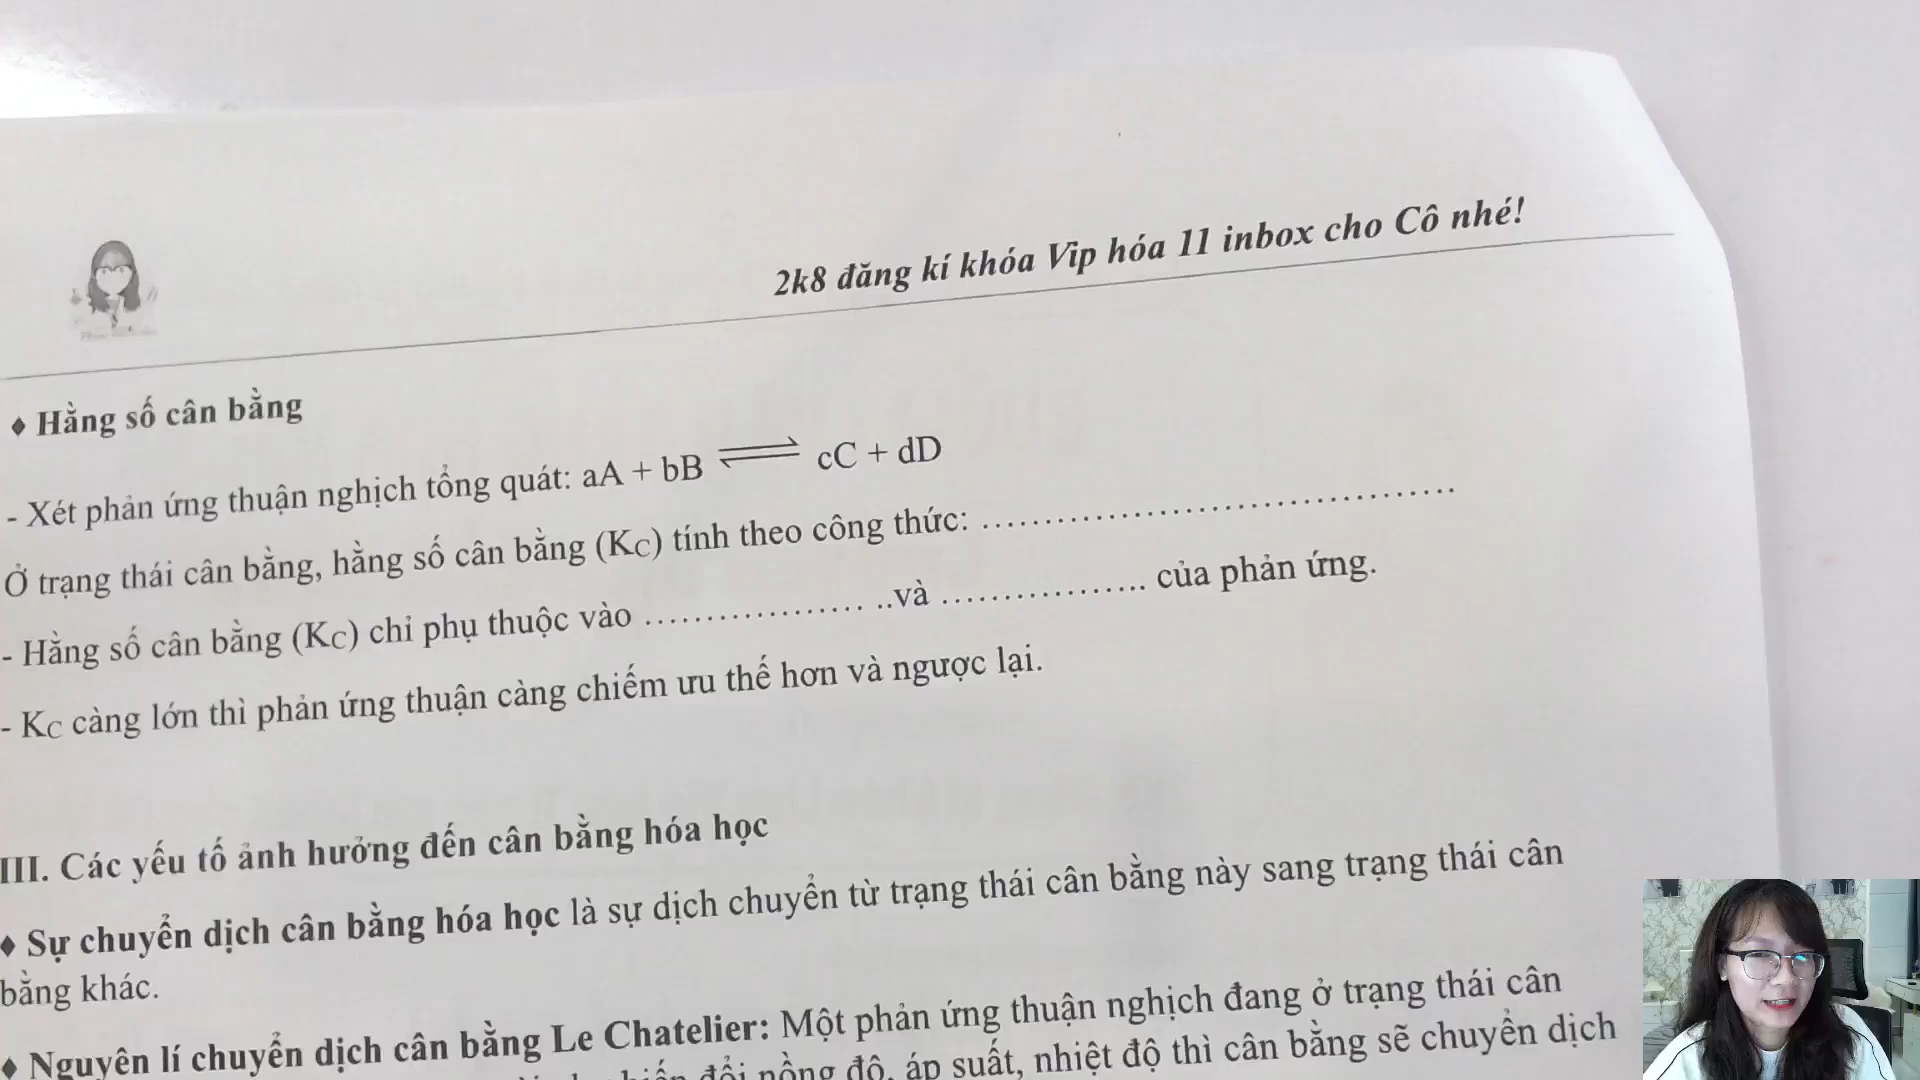 2k8 đăng kí khóa Vip hóa 11 inbox cho Cô nhé!
♦ Hằng số cân bằng
- Xét phản ứng thuận nghịch tổng quát: aA + bB ⇌ cC + dD
Ở trạng thái cân bằng, hằng số cân bằng (KC) tính theo công thức: ......................................
- Hằng số cân bằng (KC) chỉ phụ thuộc vào .................. ..và ................. của phản ứng.
- KC càng lớn thì phản ứng thuận càng chiếm ưu thế hơn và ngược lại.
III. Các yếu tố ảnh hưởng đến cân bằng hóa học
♦ Sự chuyển dịch cân bằng hóa học là sự dịch chuyển từ trạng thái cân bằng này sang trạng thái cân
bằng khác.
♦ Nguyên lí chuyển dịch cân bằng Le Chatelier: Một phản ứng thuận nghịch đang ở trạng thái cân
đổi nồng độ, áp suất, nhiệt độ thì cân bằng sẽ chuyển dịch